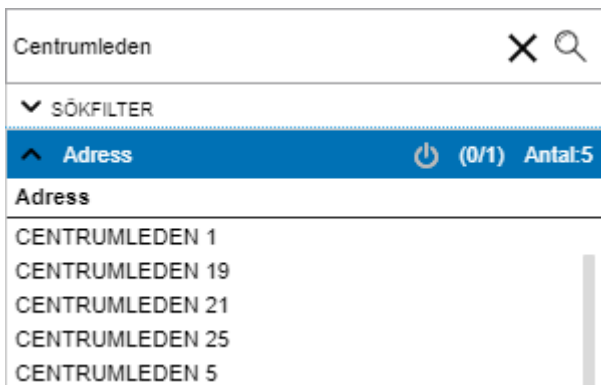 Centrumleden
SÖKFILTER
Adress (0/1) Antal:5
Adress
CENTRUMLEDEN 1
CENTRUMLEDEN 19
CENTRUMLEDEN 21
CENTRUMLEDEN 25
CENTRUMLEDEN 5